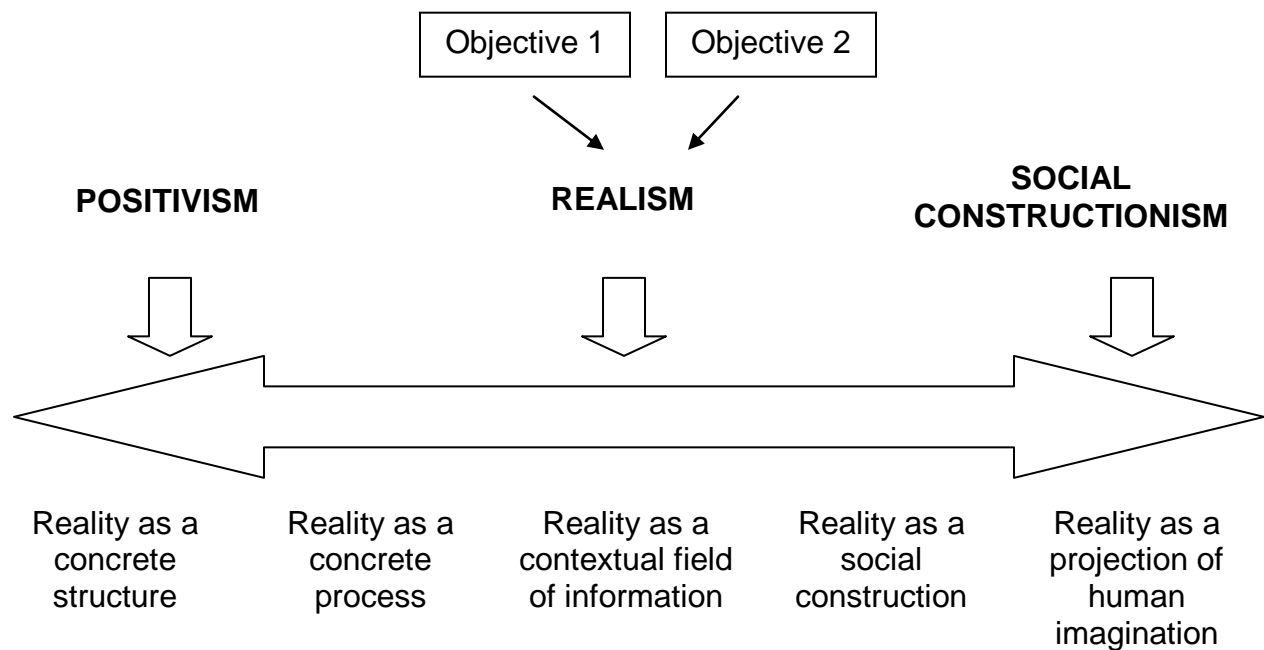 Objective 1
Objective 2
POSITIVISM
REALISM
SOCIAL
CONSTRUCTIONISM
Reality as a
concrete
structure
Reality as a
concrete
process
Reality as a
contextual field
of information
Reality as a
social
construction
Reality as a
projection of
human
imagination